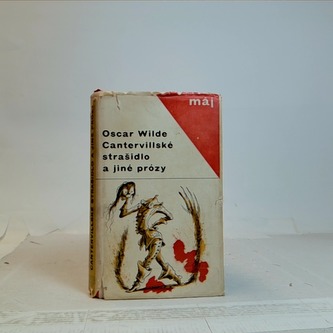 máj
Oscar Wilde
Cantervillské
strašidlo
a jiné prózy